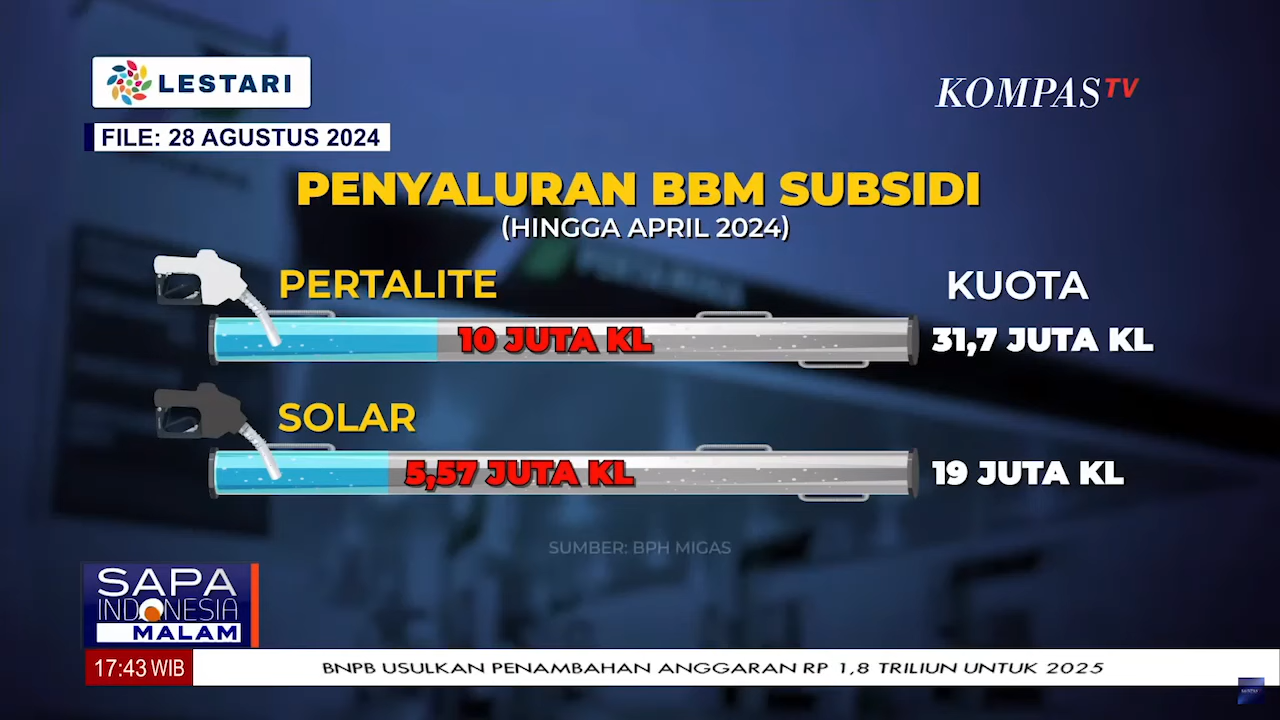 LESTARI
KOMPAS TV
FILE: 28 AGUSTUS 2024
PENYALURAN BBM SUBSIDI
(HINGGA APRIL 2024)
PERTALITE
KUOTA
10 JUTA KL
31,7 JUTA KL
SOLAR
5,57 JUTA KL
19 JUTA KL
SUMBER: BPH MIGAS
SAPA
INDONESIA
MALAM
17:43 WIB
BNPB USULKAN PENAMBAHAN ANGGARAN RP 1,8 TRILIUN UNTUK 2025